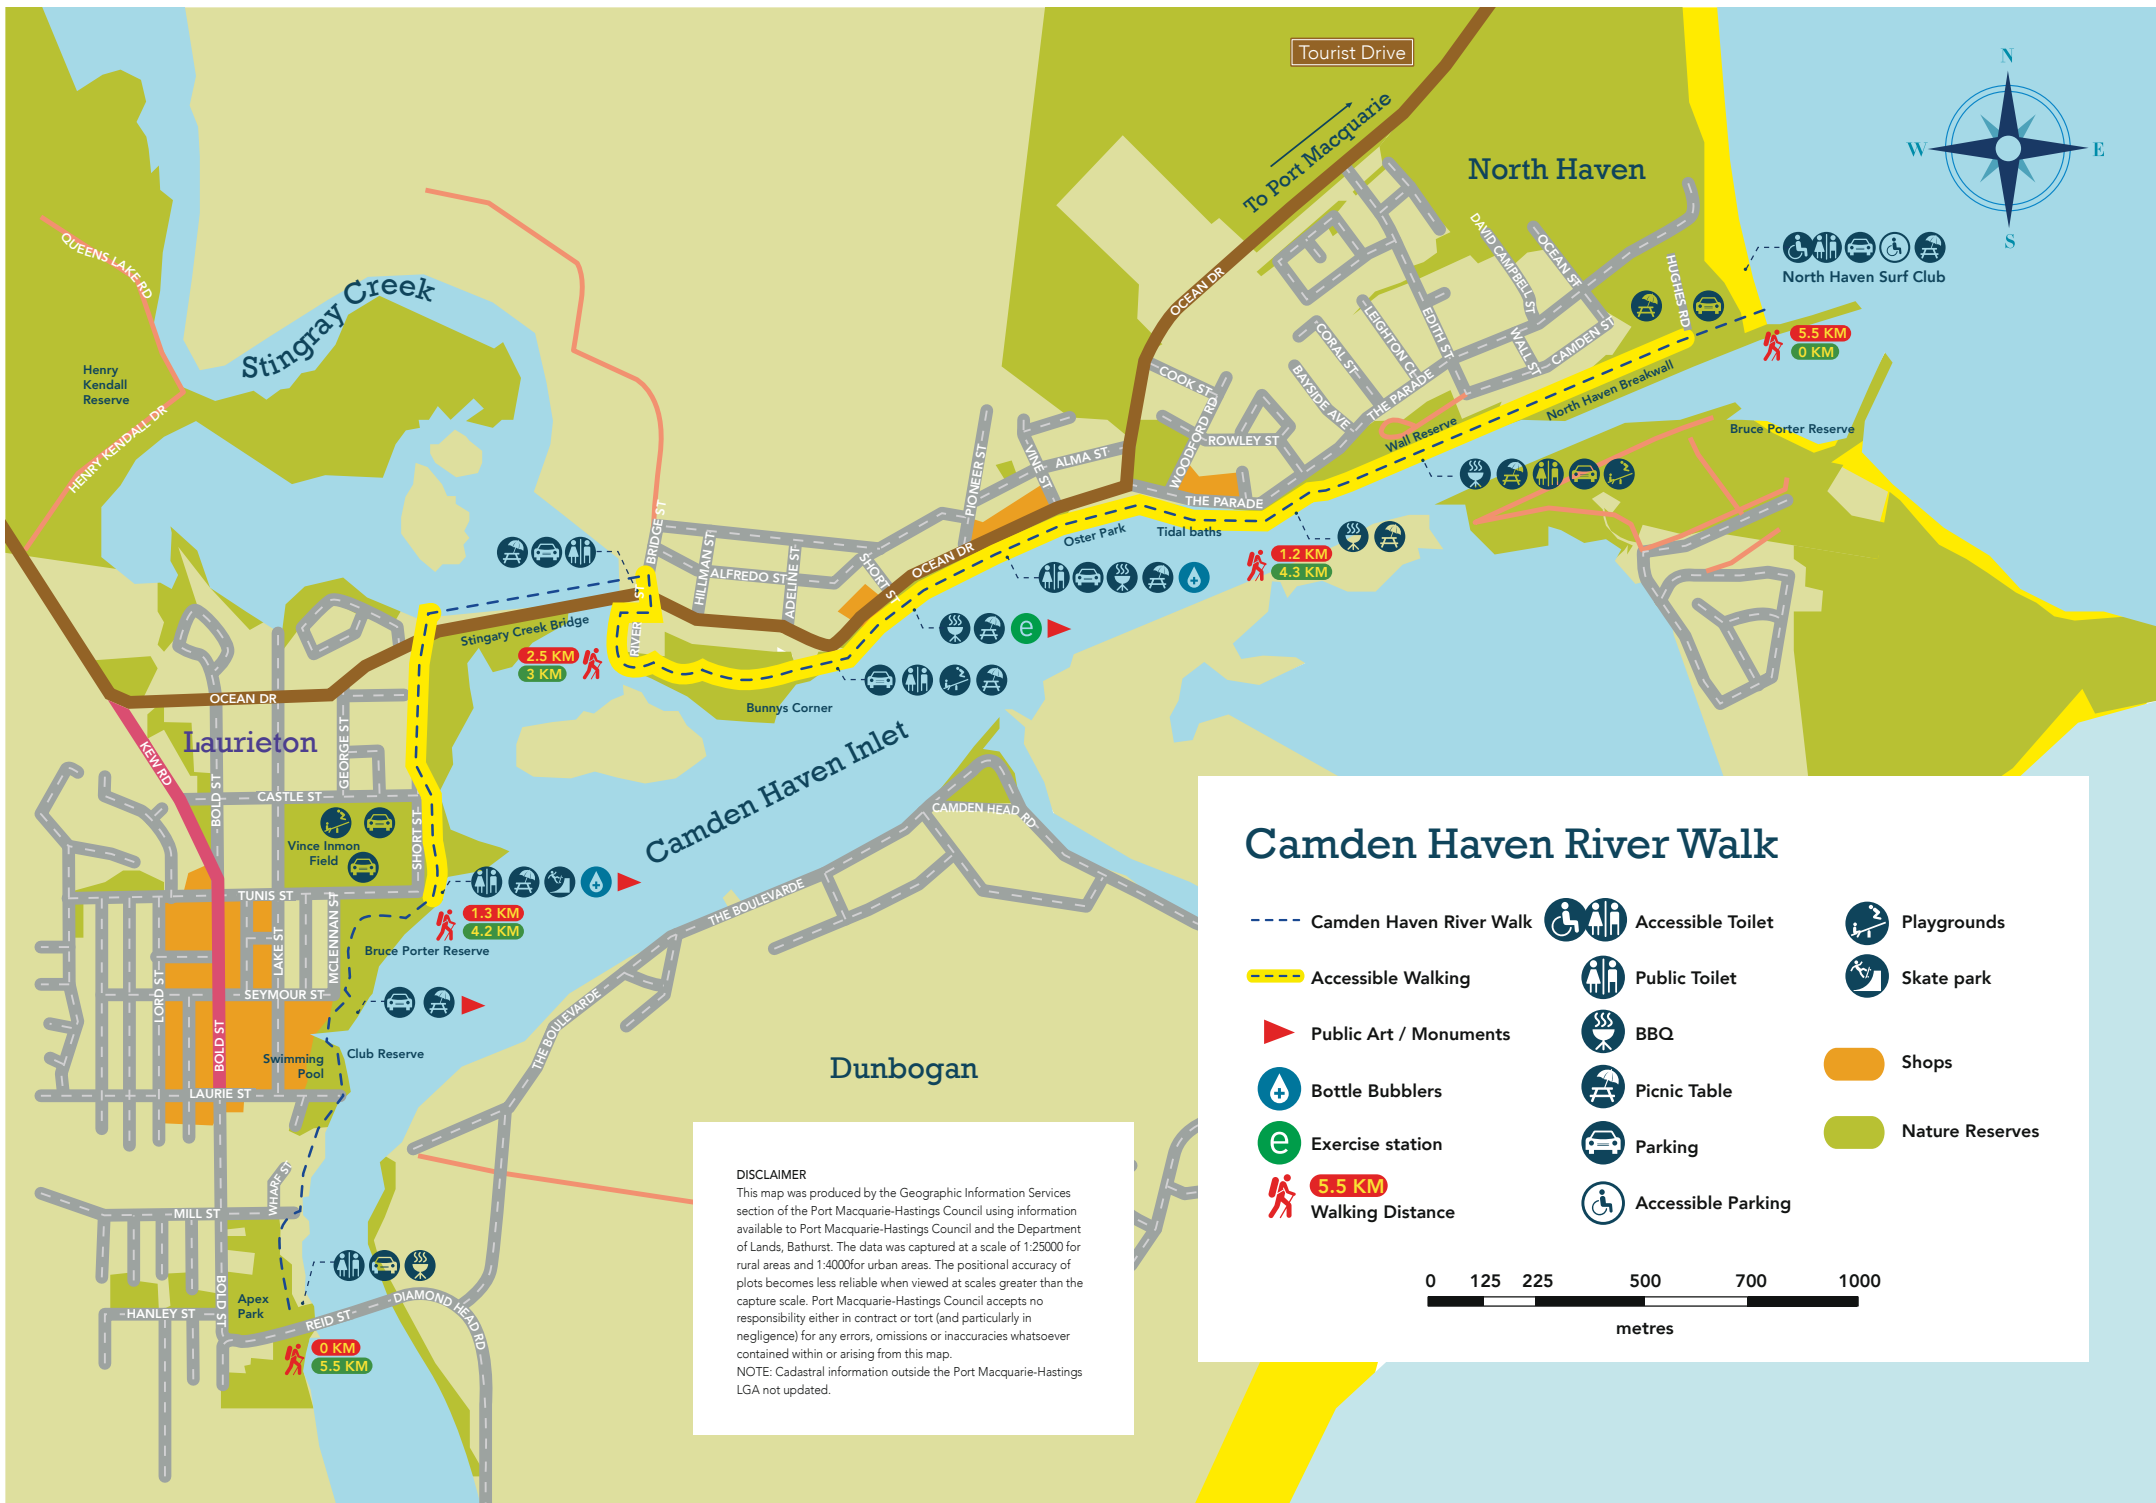 Tourist Drive
To Port Macquarie
North Haven
N
W
E
S
North Haven Surf Club
5.5 KM
0 KM
QUEENS LAKE RD
Stingray Creek
Henry
Kendall
Reserve
HENRY KENDALL DR
OCEAN DR
DAVID CAMPBELL ST
OCEAN ST
HUGHES RD
EDITH ST
LEIGHTON CL
CORAL ST
BAYSIDE AVE
THE PARADE
WALL ST
CAMDEN ST
North Haven Breakwall
Wall Reserve
Bruce Porter Reserve
COOK ST
WOODFORD RD
ROWLEY ST
THE PARADE
PIONEER ST
VINE ST
ALMA ST
Oster Park
Tidal baths
1.2 KM
4.3 KM
BRIDGE ST
HILLMAN ST
ALFREDO ST
ADELINE ST
SHORT ST
OCEAN DR
e
RIVER ST
Stingary Creek Bridge
2.5 KM
3 KM
Bunnys Corner
Camden Haven Inlet
OCEAN DR
Laurieton
KEW RD
BOLD ST
GEORGE ST
CASTLE ST
SHORT ST
Vince Inmon
Field
TUNIS ST
1.3 KM
4.2 KM
Bruce Porter Reserve
LAKE ST
MCLENNAN ST
LORD ST
SEYMOUR ST
BOLD ST
Swimming
Pool
Club Reserve
LAURIE ST
WHARF ST
MILL ST
BOLD ST
HANLEY ST
Apex
Park
REID ST
DIAMOND HEAD RD
0 KM
5.5 KM
CAMDEN HEAD RD
THE BOULEVARDE
THE BOULEVARDE
Dunbogan
DISCLAIMER
This map was produced by the Geographic Information Services
section of the Port Macquarie-Hastings Council using information
available to Port Macquarie-Hastings Council and the Department
of Lands, Bathurst. The data was captured at a scale of 1:25000 for
rural areas and 1:4000for urban areas. The positional accuracy of
plots becomes less reliable when viewed at scales greater than the
capture scale. Port Macquarie-Hastings Council accepts no
responsibility either in contract or tort (and particularly in
negligence) for any errors, omissions or inaccuracies whatsoever
contained within or arising from this map.
NOTE: Cadastral information outside the Port Macquarie-Hastings
LGA not updated.
Camden Haven River Walk
Camden Haven River Walk
Accessible Walking
Public Art / Monuments
Bottle Bubblers
e
Exercise station
5.5 KM
Walking Distance
Accessible Toilet
Public Toilet
BBQ
Picnic Table
Parking
Accessible Parking
Playgrounds
Skate park
Shops
Nature Reserves
0 125 225 500 700 1000
metres